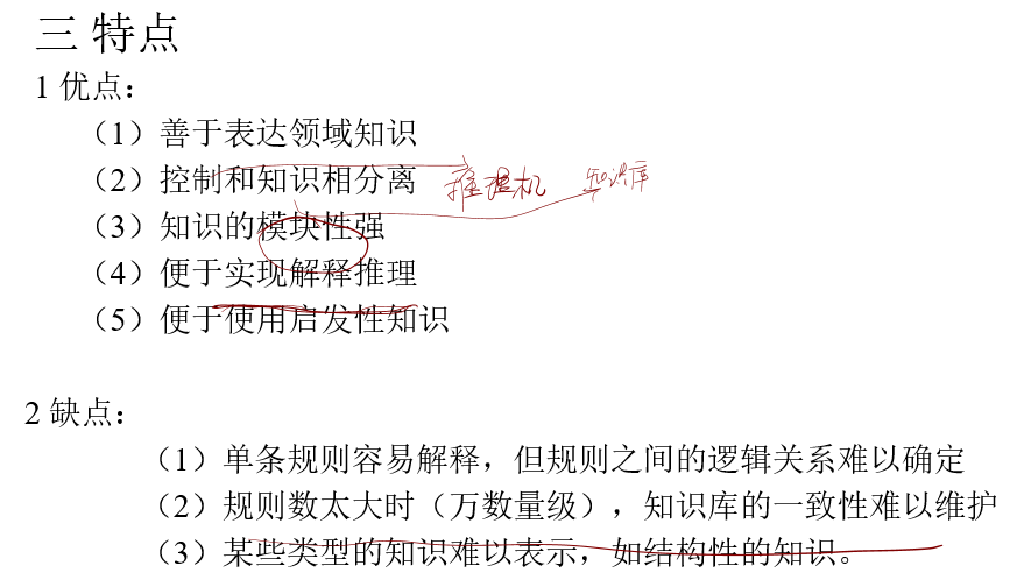 三 特点
1 优点：
（1）善于表达领域知识
（2）控制和知识相分离 推理机 知识库
（3）知识的模块性强
（4）便于实现解释推理
（5）便于使用启发性知识
2 缺点：
（1）单条规则容易解释，但规则之间的逻辑关系难以确定
（2）规则数太大时（万数量级），知识库的一致性难以维护
（3）某些类型的知识难以表示，如结构性的知识。